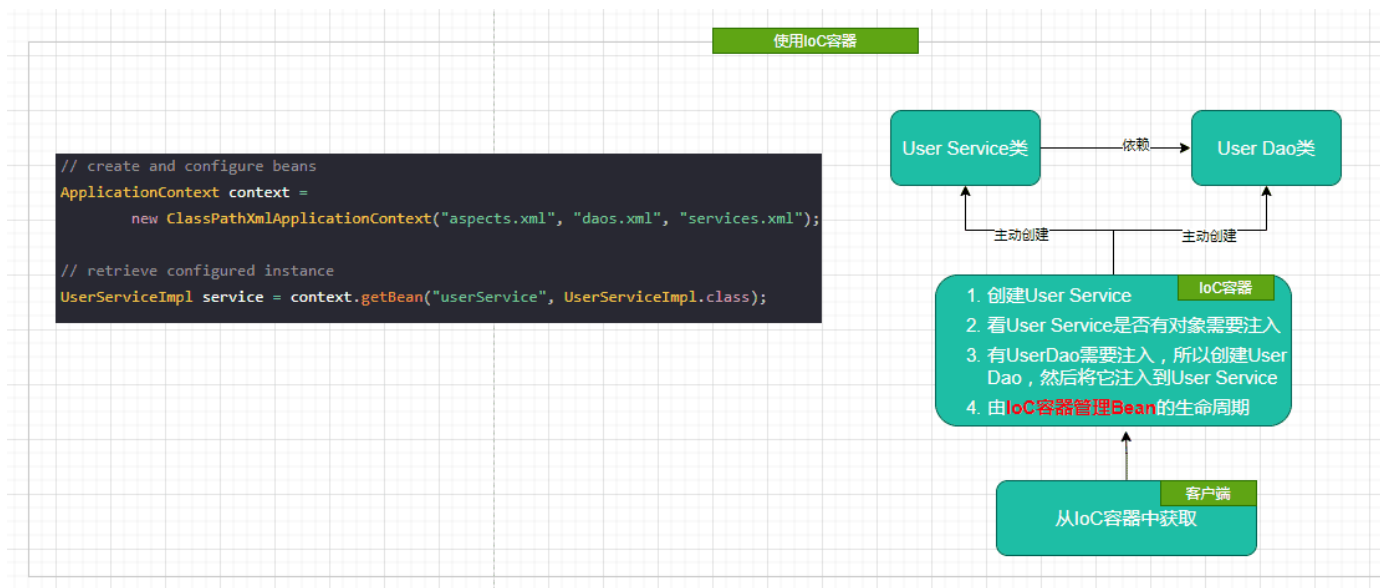 使用IoC容器
// create and configure beans
ApplicationContext context =
new ClassPathXmlApplicationContext("aspects.xml", "daos.xml", "services.xml");
// retrieve configured instance
UserServiceImpl service = context.getBean("userService", UserServiceImpl.class);
User Service类
依赖
User Dao类
主动创建
主动创建
IoC容器
1. 创建User Service
2. 看User Service是否有对象需要注入
3. 有UserDao需要注入，所以创建User
Dao，然后将它注入到User Service
4. 由IoC容器管理Bean的生命周期
客户端
从IoC容器中获取